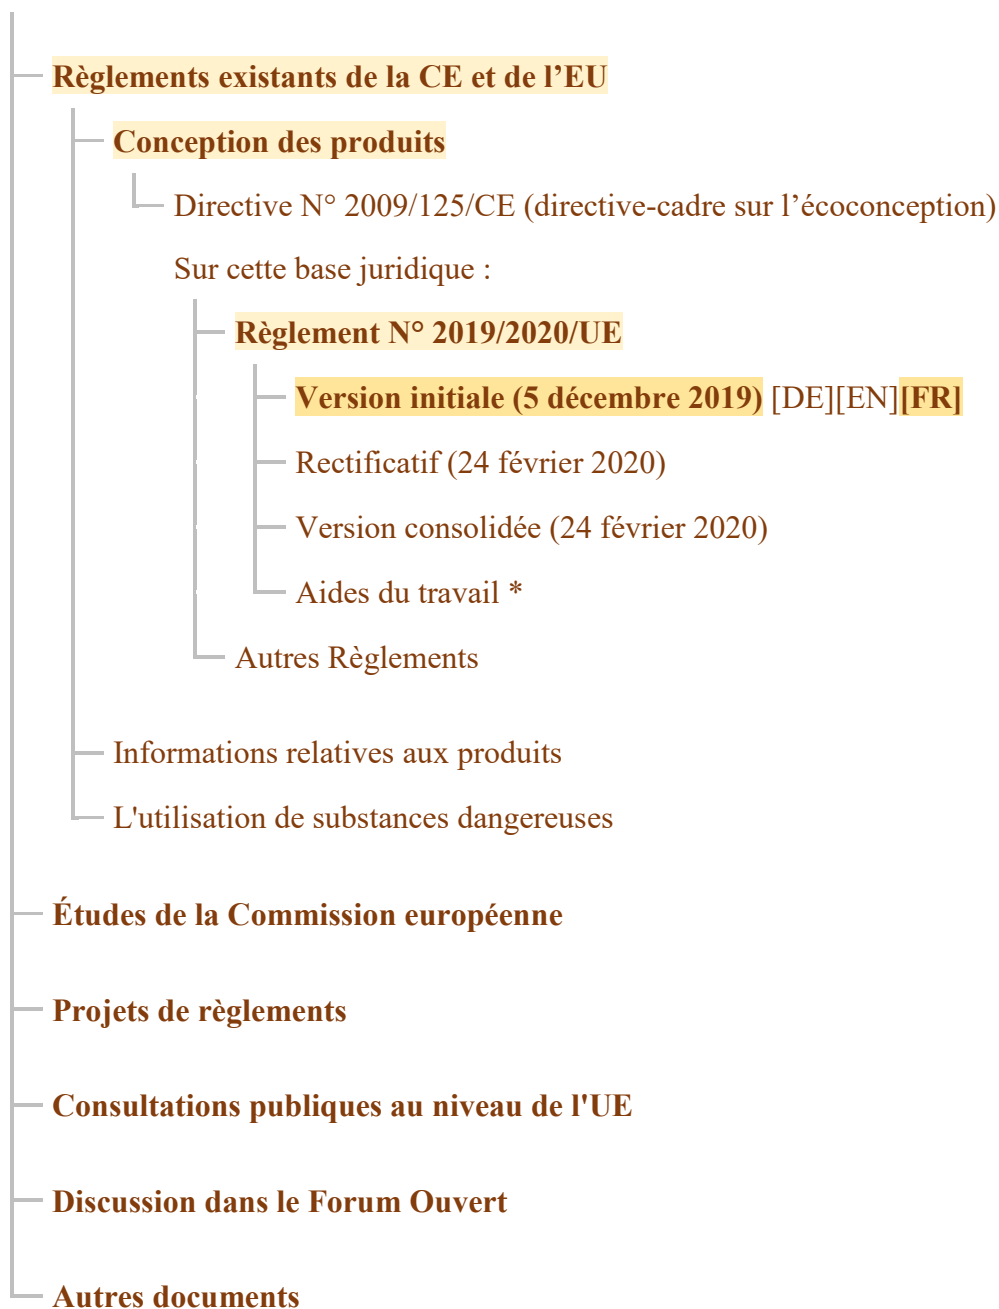 Règlements existants de la CE et de l’EU
Conception des produits
Directive N° 2009/125/CE (directive-cadre sur l’écoconception)
Sur cette base juridique :
Règlement N° 2019/2020/UE
Version initiale (5 décembre 2019) [DE][EN][FR]
Rectificatif (24 février 2020)
Version consolidée (24 février 2020)
Aides du travail *
Autres Règlements
Informations relatives aux produits
L'utilisation de substances dangereuses
Études de la Commission européenne
Projets de règlements
Consultations publiques au niveau de l'UE
Discussion dans le Forum Ouvert
Autres documents